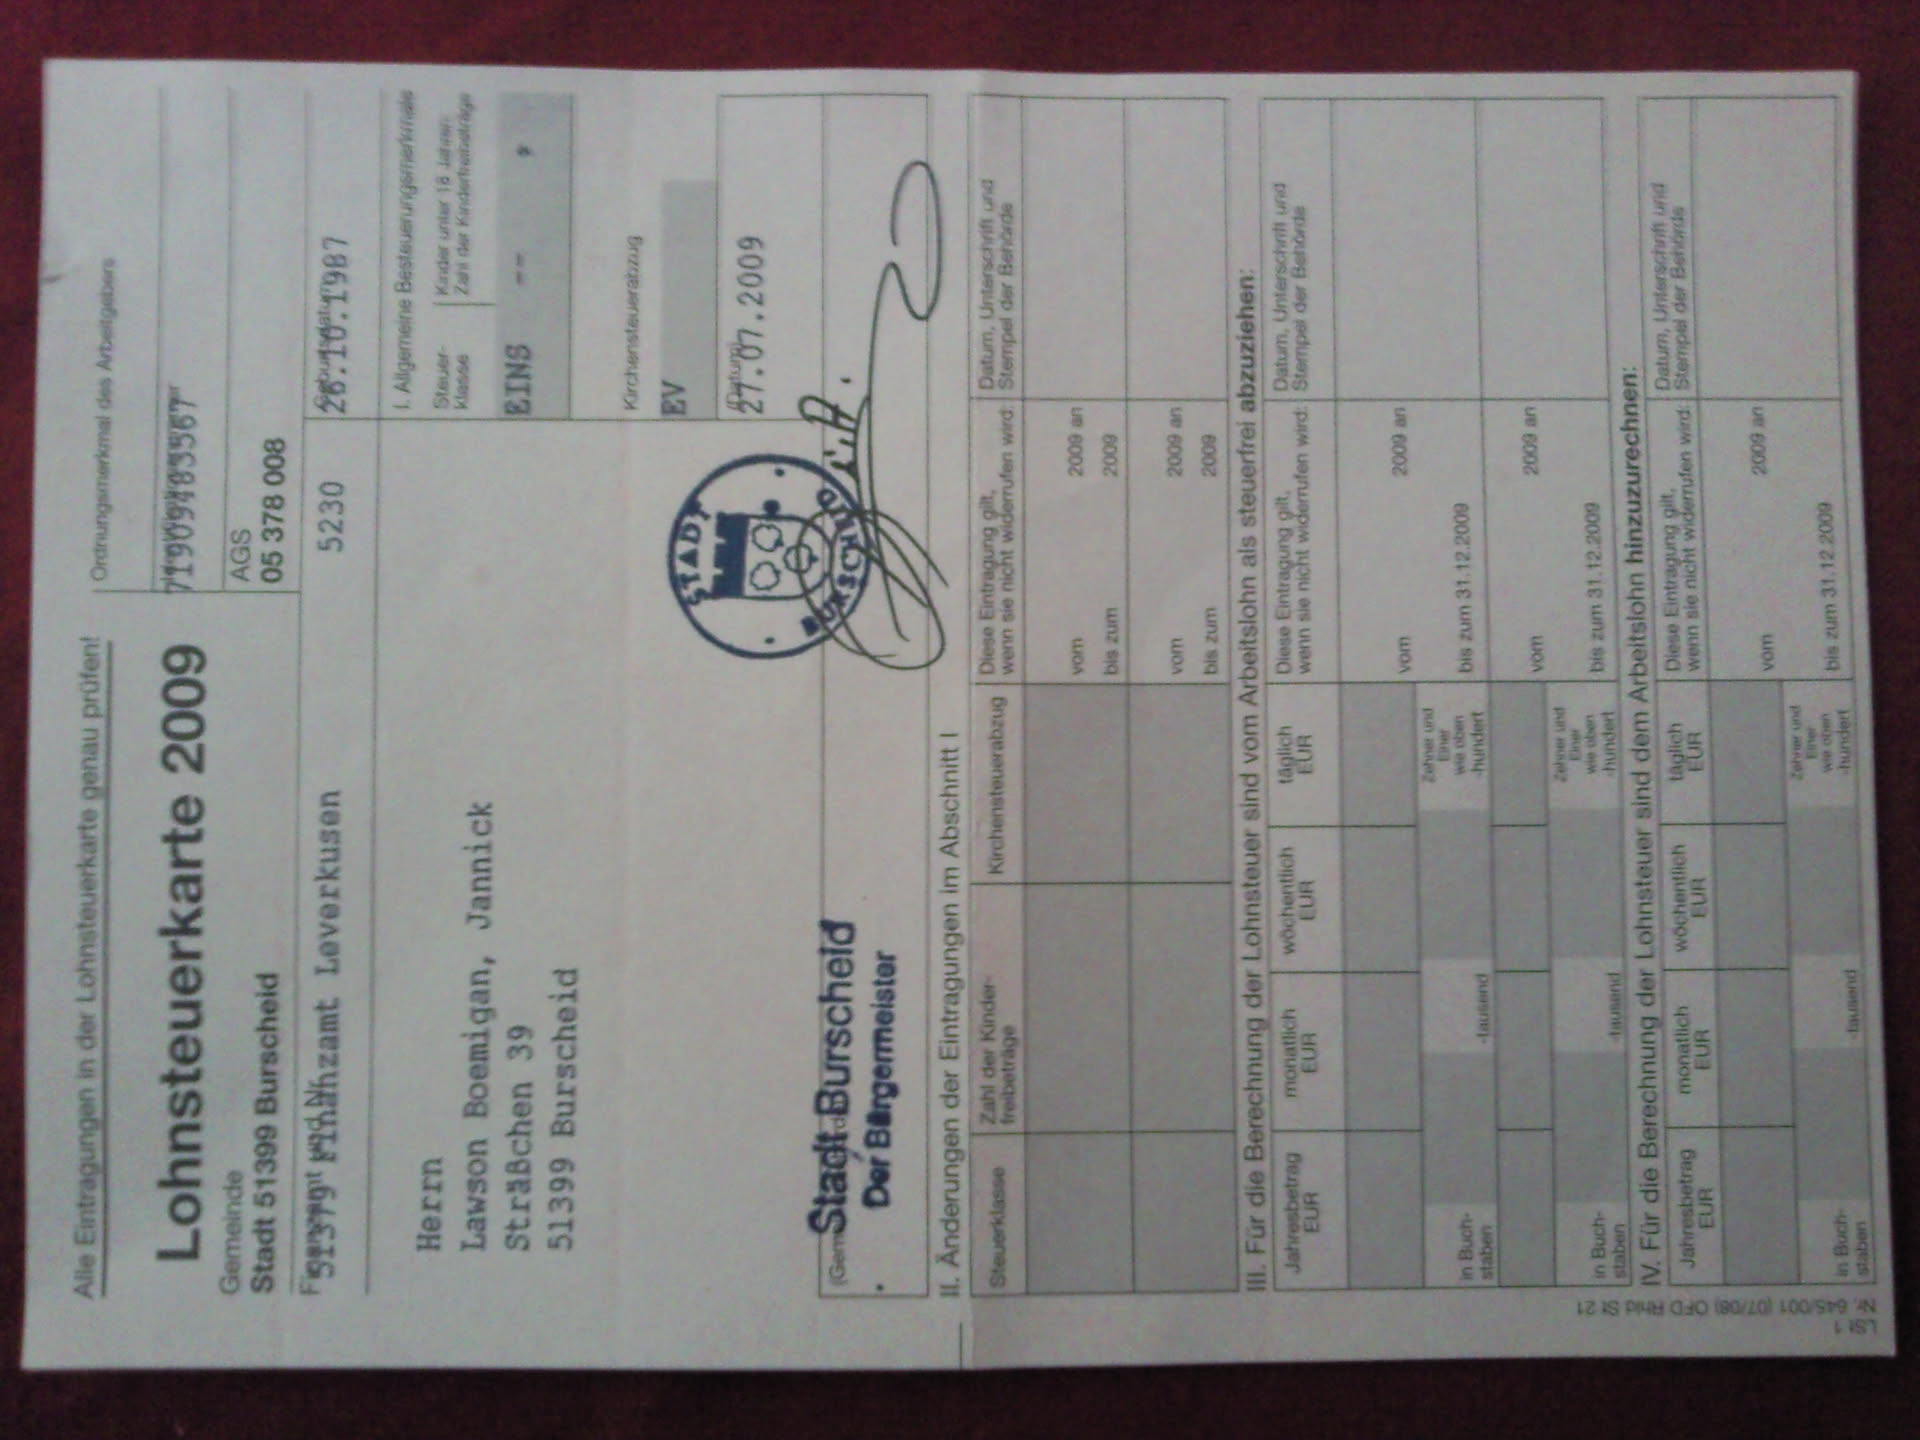 Alle Eintragungen in der Lohnsteuerkarte genau prüfen!
Ordnungsmerkmal des Arbeitgebers
Lohnsteuerkarte 2009
Gemeinde
AGS
Stadt 51399 Burscheid
05 378 008
51379 Finanzamt Leverkusen
5230
Geburtsdatum
26.10.1987
I. Allgemeine Besteuerungsmerkmale
Steuer-
klasse
Kinder unter 18 Jahren:
Zahl der Kinderfreibeträge
Herrn
Lawson Boemigan, Jannick
Sträßchen 39
51399 Burscheid
EINS -- ,
Kirchensteuerabzug
EV
(Datum)
27.07.2009
STADT
BURSCHEID
Stadt Burscheid
Der Bürgermeister
II. Änderungen der Eintragungen im Abschnitt I
Steuerklasse
Zahl der Kinder-
freibeträge
Kirchensteuerabzug
Diese Eintragung gilt,
wenn sie nicht widerrufen wird:
Datum, Unterschrift und
Stempel der Behörde
vom 2009 an
bis zum 2009
vom 2009 an
bis zum 2009
III. Für die Berechnung der Lohnsteuer sind vom Arbeitslohn als steuerfrei abzuziehen:
Jahresbetrag
EUR
monatlich
EUR
wöchentlich
EUR
täglich
EUR
Diese Eintragung gilt,
wenn sie nicht widerrufen wird:
Datum, Unterschrift und
Stempel der Behörde
vom 2009 an
in Buch-
staben
-tausend
Zehner und
Einer
wie oben
-hundert
bis zum 31.12.2009
vom 2009 an
in Buch-
staben
-tausend
Zehner und
Einer
wie oben
-hundert
bis zum 31.12.2009
IV. Für die Berechnung der Lohnsteuer sind dem Arbeitslohn hinzuzurechnen:
Jahresbetrag
EUR
monatlich
EUR
wöchentlich
EUR
täglich
EUR
Diese Eintragung gilt,
wenn sie nicht widerrufen wird:
Datum, Unterschrift und
Stempel der Behörde
vom 2009 an
in Buch-
staben
-tausend
Zehner und
Einer
wie oben
-hundert
bis zum 31.12.2009
LSt 1
Nr. 645/001 (07/08) OFD Rhld St 21